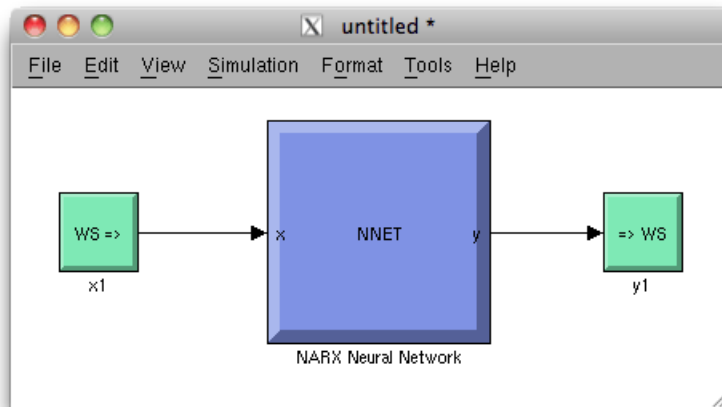 X untitled *
File Edit View Simulation Format Tools Help
WS => x NNET y => WS
x1 y1
NARX Neural Network